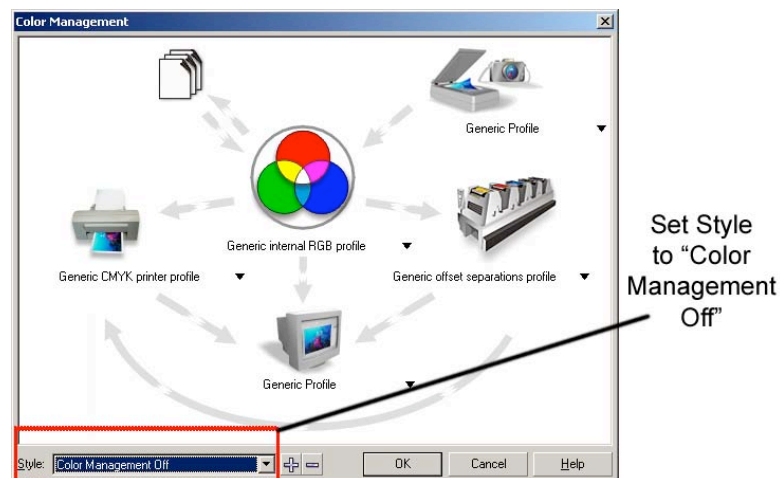 Color Management
Generic Profile
Generic internal RGB profile
Generic CMYK printer profile
Generic offset separations profile
Generic Profile
Set Style
to “Color
Management
Off”
Style: Color Management Off
OK Cancel Help